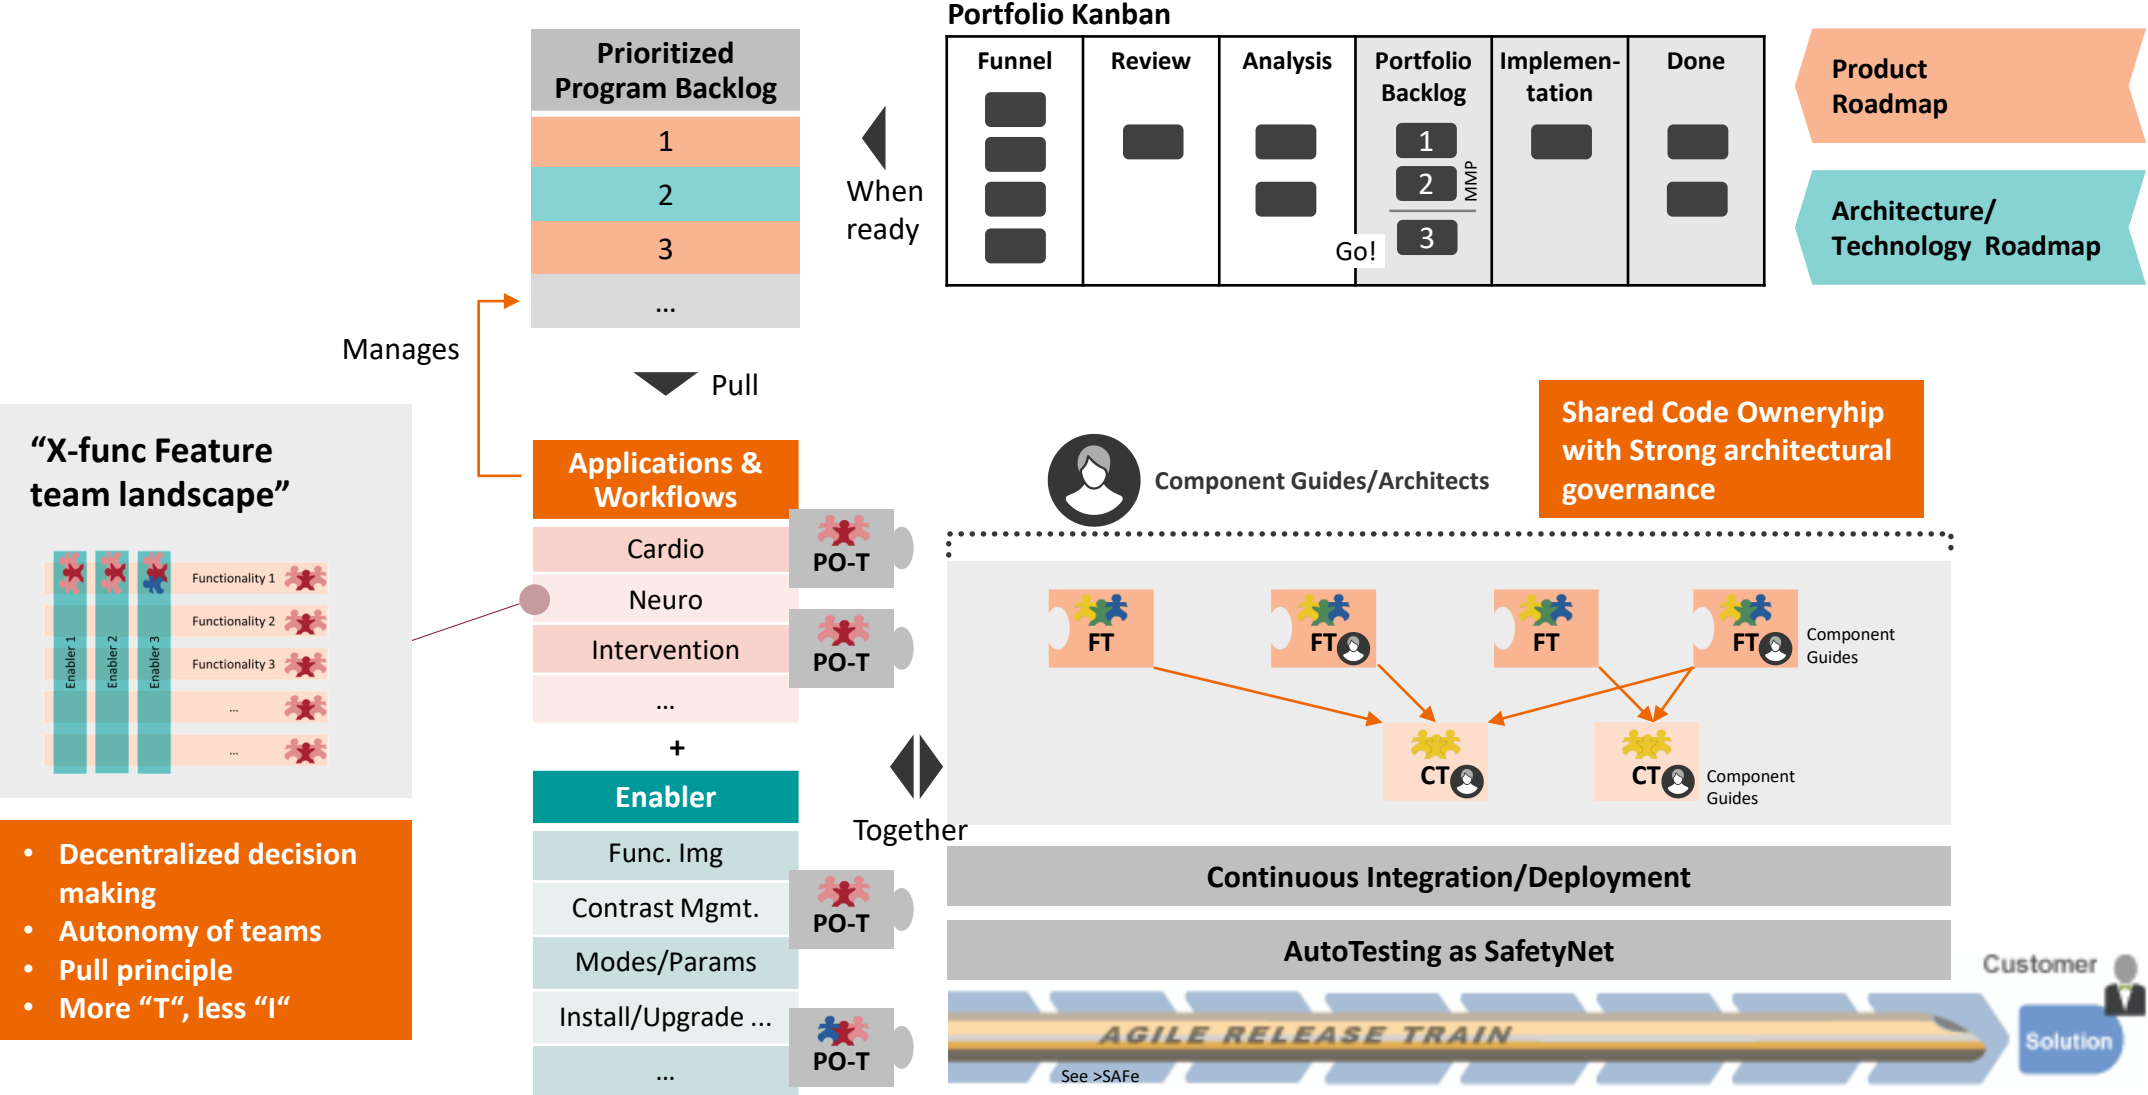 Portfolio Kanban
Prioritized
Program Backlog
1
2
3
...
When
ready
Funnel
Review
Analysis
Portfolio
Backlog
Implemen-
tation
Done
1
2
MMP
3
Go!
Product
Roadmap
Architecture/
Technology Roadmap
Manages
Pull
“X-func Feature
team landscape”
Enabler 1
Enabler 2
Enabler 3
Functionality 1
Functionality 2
Functionality 3
...
...
• Decentralized decision
making
• Autonomy of teams
• Pull principle
• More “T“, less “I“
Applications &
Workflows
Cardio
Neuro
Intervention
...
PO-T
PO-T
+
Enabler
Func. Img
Contrast Mgmt.
Modes/Params
Install/Upgrade ...
...
PO-T
PO-T
Together
Component Guides/Architects
Shared Code Owneryhip
with Strong architectural
governance
FT
FT
FT
FT
Component
Guides
CT
CT
Component
Guides
Continuous Integration/Deployment
AutoTesting as SafetyNet
Customer
AGILE RELEASE TRAIN
Solution
See >SAFe